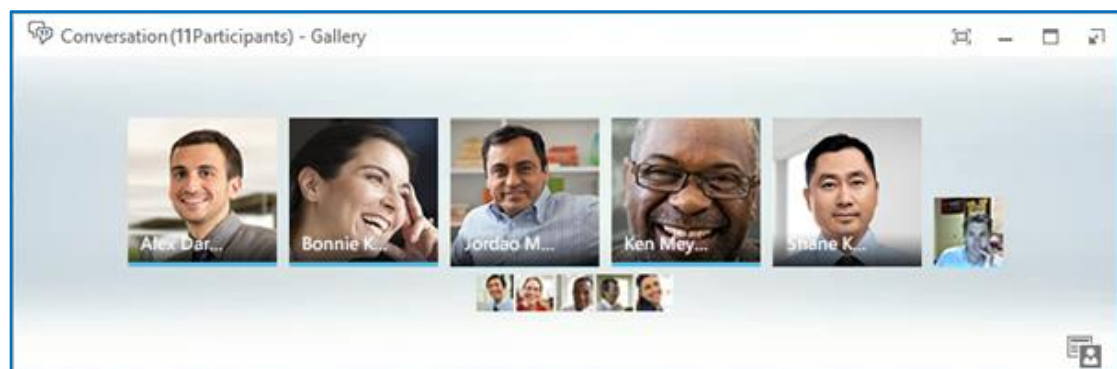 Conversation (11Participants) - Gallery
Alex Dar...
Bonnie K...
Jordao M...
Ken Mey...
Shane K...